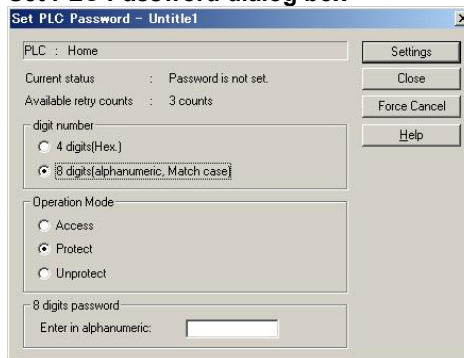 Set PLC Password dialog box
Set PLC Password - Untitle1
PLC : Home
Settings
Current status : Password is not set.
Close
Available retry counts : 3 counts
Force Cancel
digit number
Help
4 digits(Hex.)
8 digits(alphanumeric, Match case)
Operation Mode
Access
Protect
Unprotect
8 digits password
Enter in alphanumeric: